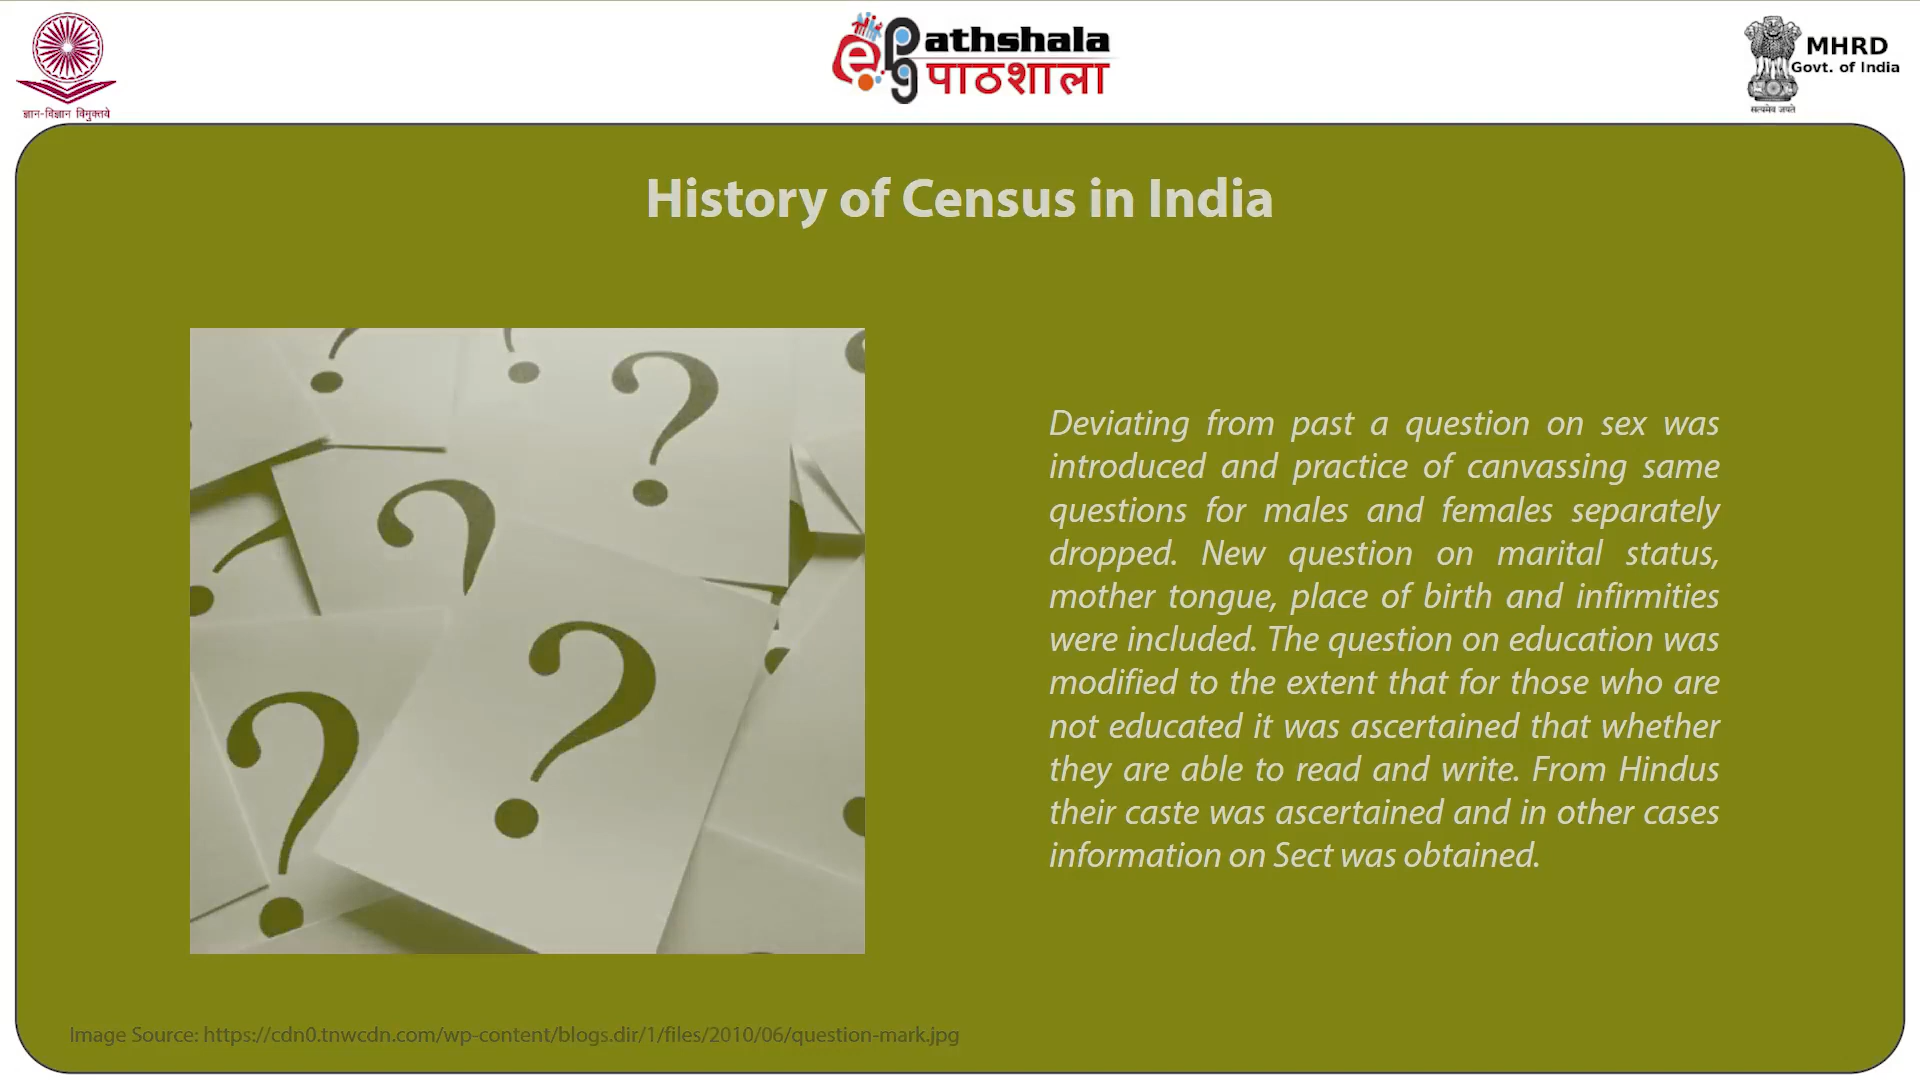 ज्ञान-विज्ञान विमुक्तये
ePg
athshala
पाठशाला
MHRD
Govt. of India
सत्यमेव जयते
History of Census in India
Deviating from past a question on sex was
introduced and practice of canvassing same
questions for males and females separately
dropped. New question on marital status,
mother tongue, place of birth and infirmities
were included. The question on education was
modified to the extent that for those who are
not educated it was ascertained that whether
they are able to read and write. From Hindus
their caste was ascertained and in other cases
information on Sect was obtained.
? ? ? ? ? ? ?
Image Source: https://cdn0.tnwcdn.com/wp-content/blogs.dir/1/files/2010/06/question-mark.jpg